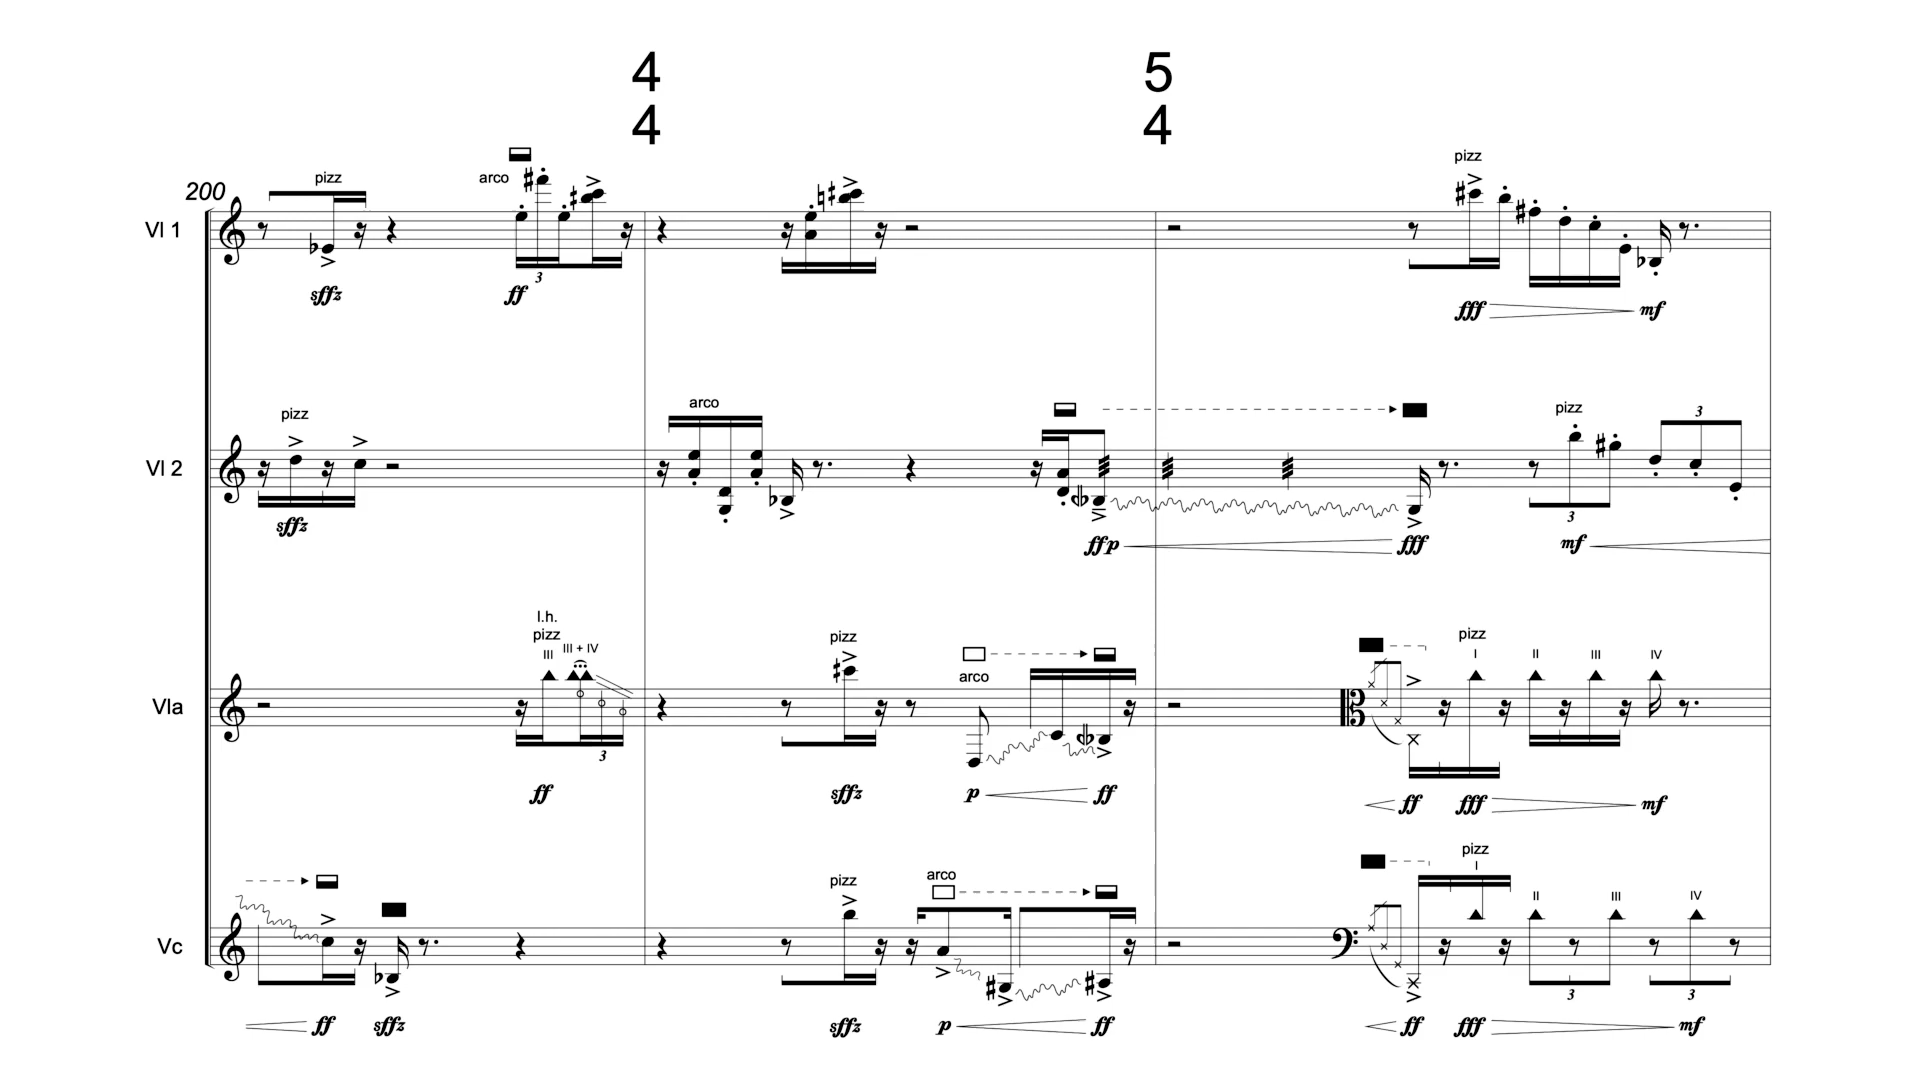 4 5
4 4
200
pizz arco pizz
Vl 1
3
sffz ff fff mf
arco
pizz pizz
3
Vl 2
3
sffz ffp fff mf
l.h.
pizz pizz pizz
III III + IV arco I II III IV
Vla
3
ff sffz p ff ff fff mf
pizz
pizz arco I
II III IV
Vc
3 3
ff sffz sffz p ff ff fff mf